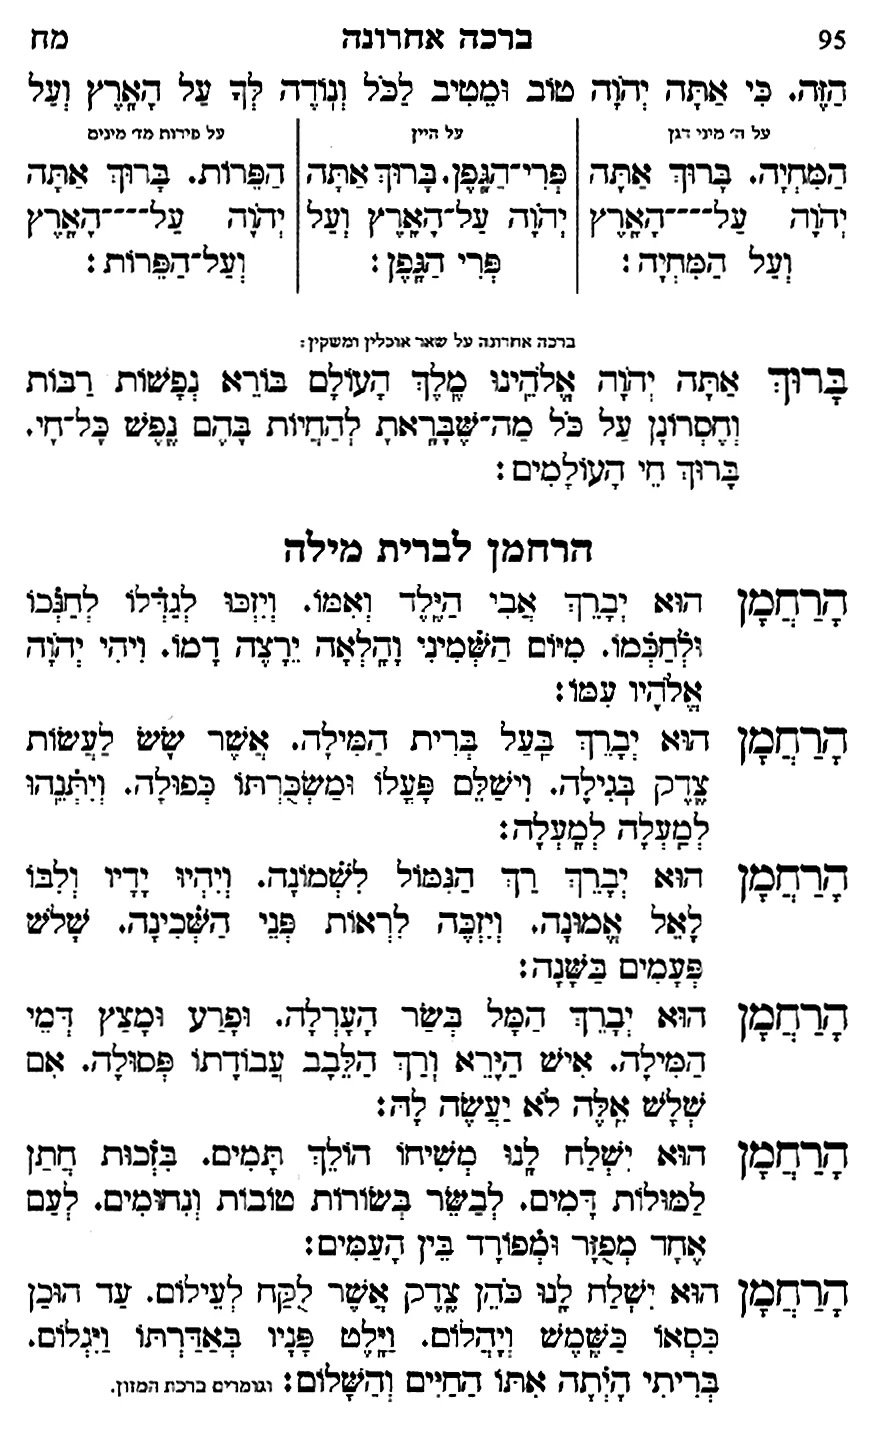 95 ברכה אחרונה מח
הַזֶּה. כִּי אַתָּה יְהֹוָה טוֹב וּמֵטִיב לַכֹּל וְנֽוֹדֶה לְּךָ עַל הָאָֽרֶץ וְעַל
על ה׳ מיני דגן
הַמִּחְיָה. בָּרוּךְ אַתָּה
יְהֹוָה עַל־־־־הָאָֽרֶץ
וְעַל הַמִּחְיָה:
על היין
פְּרִי־הַגָּֽפֶן. בָּרוּךְ אַתָּה
יְהֹוָה עַל־הָאָֽרֶץ וְעַל
פְּרִי הַגָּֽפֶן:
על פירות מז׳ מינים
הַפֵּרוֹת. בָּרוּךְ אַתָּה
יְהֹוָה עַל־־־־הָאָֽרֶץ
וְעַל־הַפֵּרוֹת:
ברכה אחרונה על שאר אוכלין ומשקין:
בָּרוּךְ אַתָּה יְהֹוָה אֱלֹהֵֽינוּ מֶֽלֶךְ הָעוֹלָם בּוֹרֵא נְפָשׁוֹת רַבּוֹת
וְחֶסְרוֹנָן עַל כֹּל מַה־שֶּׁבָּרָֽאתָ לְהַחֲיוֹת בָּהֶם נֶֽפֶשׁ כָּל־חָי.
בָּרוּךְ חֵי הָעוֹלָמִים:
הרחמן לברית מילה
הָרַחֲמָן הוּא יְבָרֵךְ אֲבִי הַיֶּֽלֶד וְאִמּוֹ. וְיִזְכּוּ לְגַדְּלוֹ לְחַנְּכוֹ
וּלְחַכְּמוֹ. מִיּוֹם הַשְּׁמִינִי וָהָֽלְאָה יֵרָצֶה דָמוֹ. וִיהִי יְהֹוָה
אֱלֹהָיו עִמּוֹ:
הָרַחֲמָן הוּא יְבָרֵךְ בַּֽעַל בְּרִית הַמִּילָה. אֲשֶׁר שָׂשׂ לַעֲשׂוֹת
צֶֽדֶק בְּגִילָה. וִישַׁלֵּם פָּעֳלוֹ וּמַשְׂכֻּרְתּוֹ כְּפוּלָה. וְיִתְּנֵֽהוּ
לְמַֽעְלָה לְמָֽעְלָה:
הָרַחֲמָן הוּא יְבָרֵךְ רַךְ הַנִּמּוֹל לִשְׁמוֹנָה. וְיִהְיוּ יָדָיו וְלִבּוֹ
לָאֵל אֱמוּנָה. וְיִזְכֶּה לִרְאוֹת פְּנֵי הַשְּׁכִינָה. שָׁלֹשׁ
פְּעָמִים בַּשָּׁנָה:
הָרַחֲמָן הוּא יְבָרֵךְ הַמָּל בְּשַׂר הָעָרְלָה. וּפָרַע וּמָצַץ דְּמֵי
הַמִּילָה. אִישׁ הַיָּרֵא וְרַךְ הַלֵּבָב עֲבוֹדָתוֹ פְּסוּלָה. אִם
שְׁלָשׁ אֵֽלֶּה לֹא יַעֲשֶׂה לָהּ:
הָרַחֲמָן הוּא יִשְׁלַח לָֽנוּ מְשִׁיחוֹ הוֹלֵךְ תָּמִים. בִּזְכוּת חֲתַן
לַמּוּלוֹת דָּמִים. לְבַשֵּׂר בְּשׂוֹרוֹת טוֹבוֹת וְנִחוּמִים. לְעַם
אֶחָד מְפֻזָּר וּמְפוֹרָד בֵּין הָעַמִּים:
הָרַחֲמָן הוּא יִשְׁלַח לָֽנוּ כֹּהֵן צֶֽדֶק אֲשֶׁר לֻקַּח לְעֵילוֹם. עַד הוּכַן
כִּסְאוֹ כַּשֶּֽׁמֶשׁ וְיָהֲלוֹם. וַיָּֽלֶט פָּנָיו בְּאַדַּרְתּוֹ וַיִּגְלוֹם.
בְּרִיתִי הָיְֽתָה אִתּוֹ הַחַיִּים וְהַשָּׁלוֹם: וגומרים ברכת המזון.